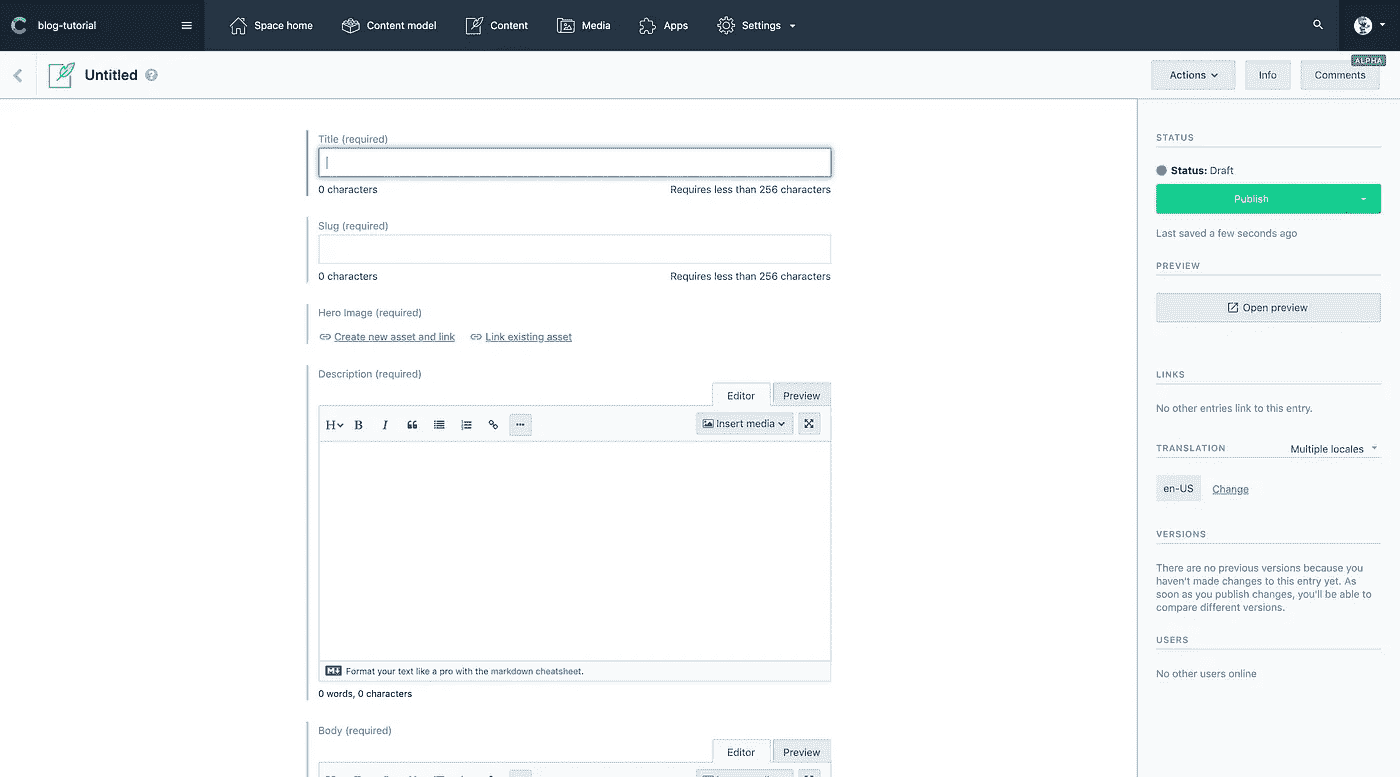 blog-tutorial
Space home
Content model
Content
Media
Apps
Settings
Untitled
?
Actions
Info
Comments
ALPHA
Title (required)
0 characters
Requires less than 256 characters
Slug (required)
0 characters
Requires less than 256 characters
Hero Image (required)
Create new asset and link
Link existing asset
Description (required)
Editor
Preview
H
B
I
Insert media
Format your text like a pro with the markdown cheatsheet.
0 words, 0 characters
Body (required)
Editor
Preview
STATUS
Status: Draft
Publish
Last saved a few seconds ago
PREVIEW
Open preview
LINKS
No other entries link to this entry.
TRANSLATION
Multiple locales
en-US
Change
VERSIONS
There are no previous versions because you
haven't made changes to this entry yet. As
soon as you publish changes, you'll be able to
compare different versions.
USERS
No other users online